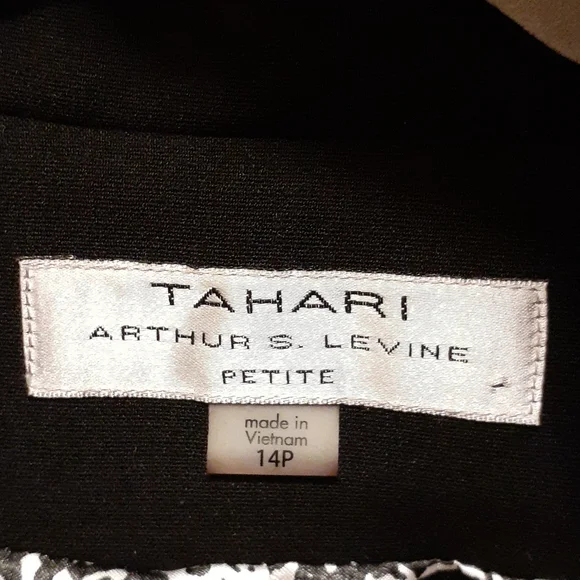 TAHARI
ARTHUR S. LEVINE
PETITE
made in
Vietnam
14P